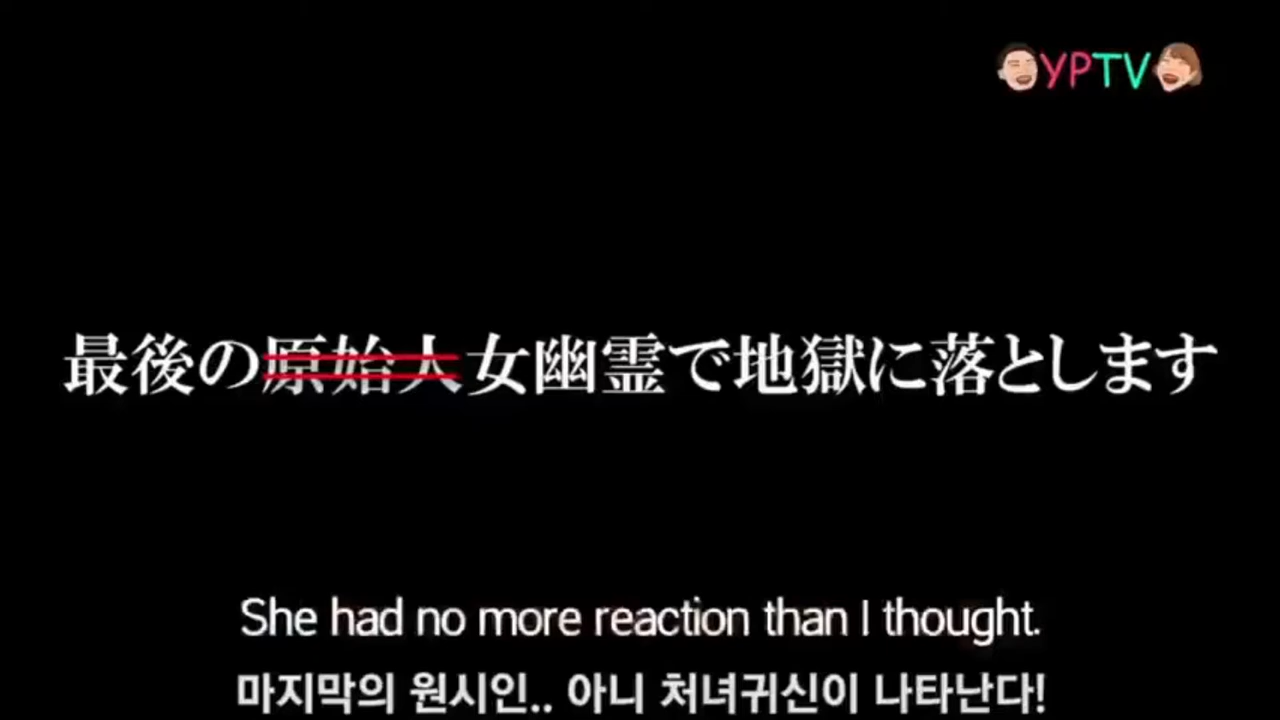 YPTV
最後の原始人女幽霊で地獄に落とします
She had no more reaction than I thought.
마지막의 원시인.. 아니 처녀귀신이 나타난다!